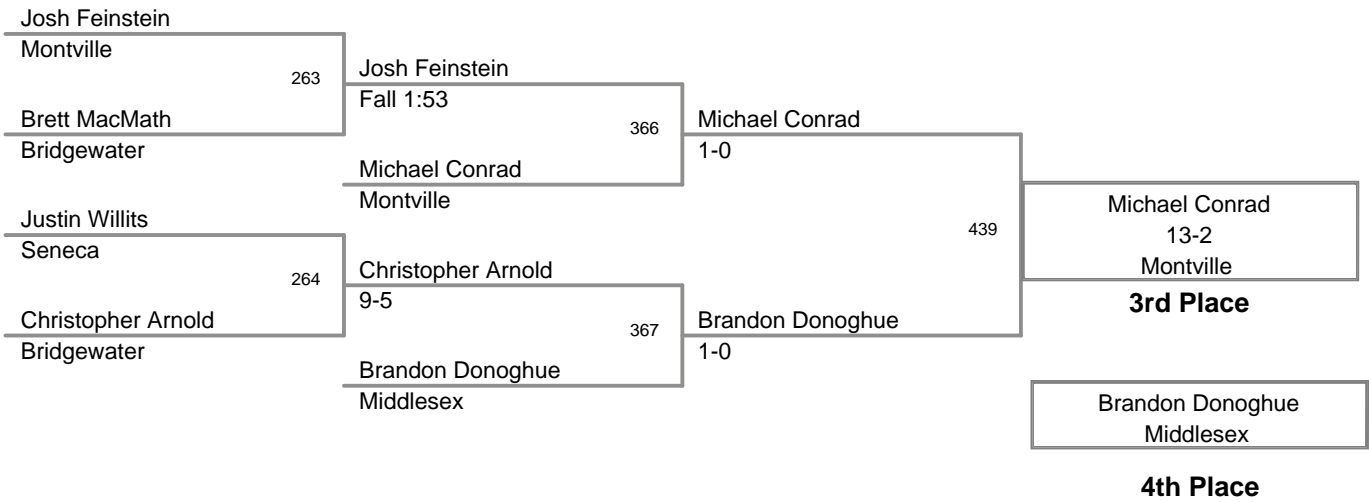 Josh Feinstein
Montville
263
Brett MacMath
Bridgewater
Justin Willits
Seneca
264
Christopher Arnold
Bridgewater
Josh Feinstein
Fall 1:53
366
Michael Conrad
Montville
Christopher Arnold
9-5
367
Brandon Donoghue
Middlesex
Michael Conrad
1-0
439
Brandon Donoghue
1-0
Michael Conrad
13-2
Montville
3rd Place
Brandon Donoghue
Middlesex
4th Place